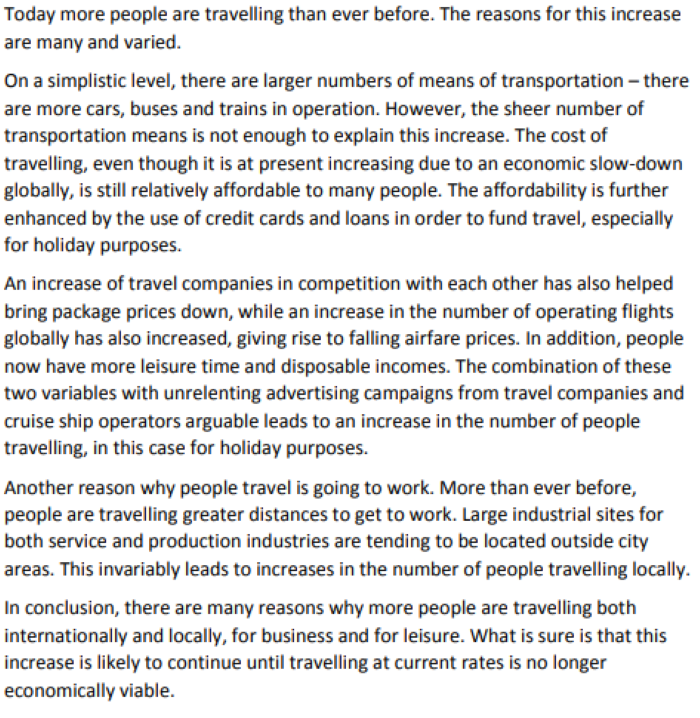 Today more people are travelling than ever before. The reasons for this increase
are many and varied.
On a simplistic level, there are larger numbers of means of transportation – there
are more cars, buses and trains in operation. However, the sheer number of
transportation means is not enough to explain this increase. The cost of
travelling, even though it is at present increasing due to an economic slow-down
globally, is still relatively affordable to many people. The affordability is further
enhanced by the use of credit cards and loans in order to fund travel, especially
for holiday purposes.
An increase of travel companies in competition with each other has also helped
bring package prices down, while an increase in the number of operating flights
globally has also increased, giving rise to falling airfare prices. In addition, people
now have more leisure time and disposable incomes. The combination of these
two variables with unrelenting advertising campaigns from travel companies and
cruise ship operators arguable leads to an increase in the number of people
travelling, in this case for holiday purposes.
Another reason why people travel is going to work. More than ever before,
people are travelling greater distances to get to work. Large industrial sites for
both service and production industries are tending to be located outside city
areas. This invariably leads to increases in the number of people travelling locally.
In conclusion, there are many reasons why more people are travelling both
internationally and locally, for business and for leisure. What is sure is that this
increase is likely to continue until travelling at current rates is no longer
economically viable.